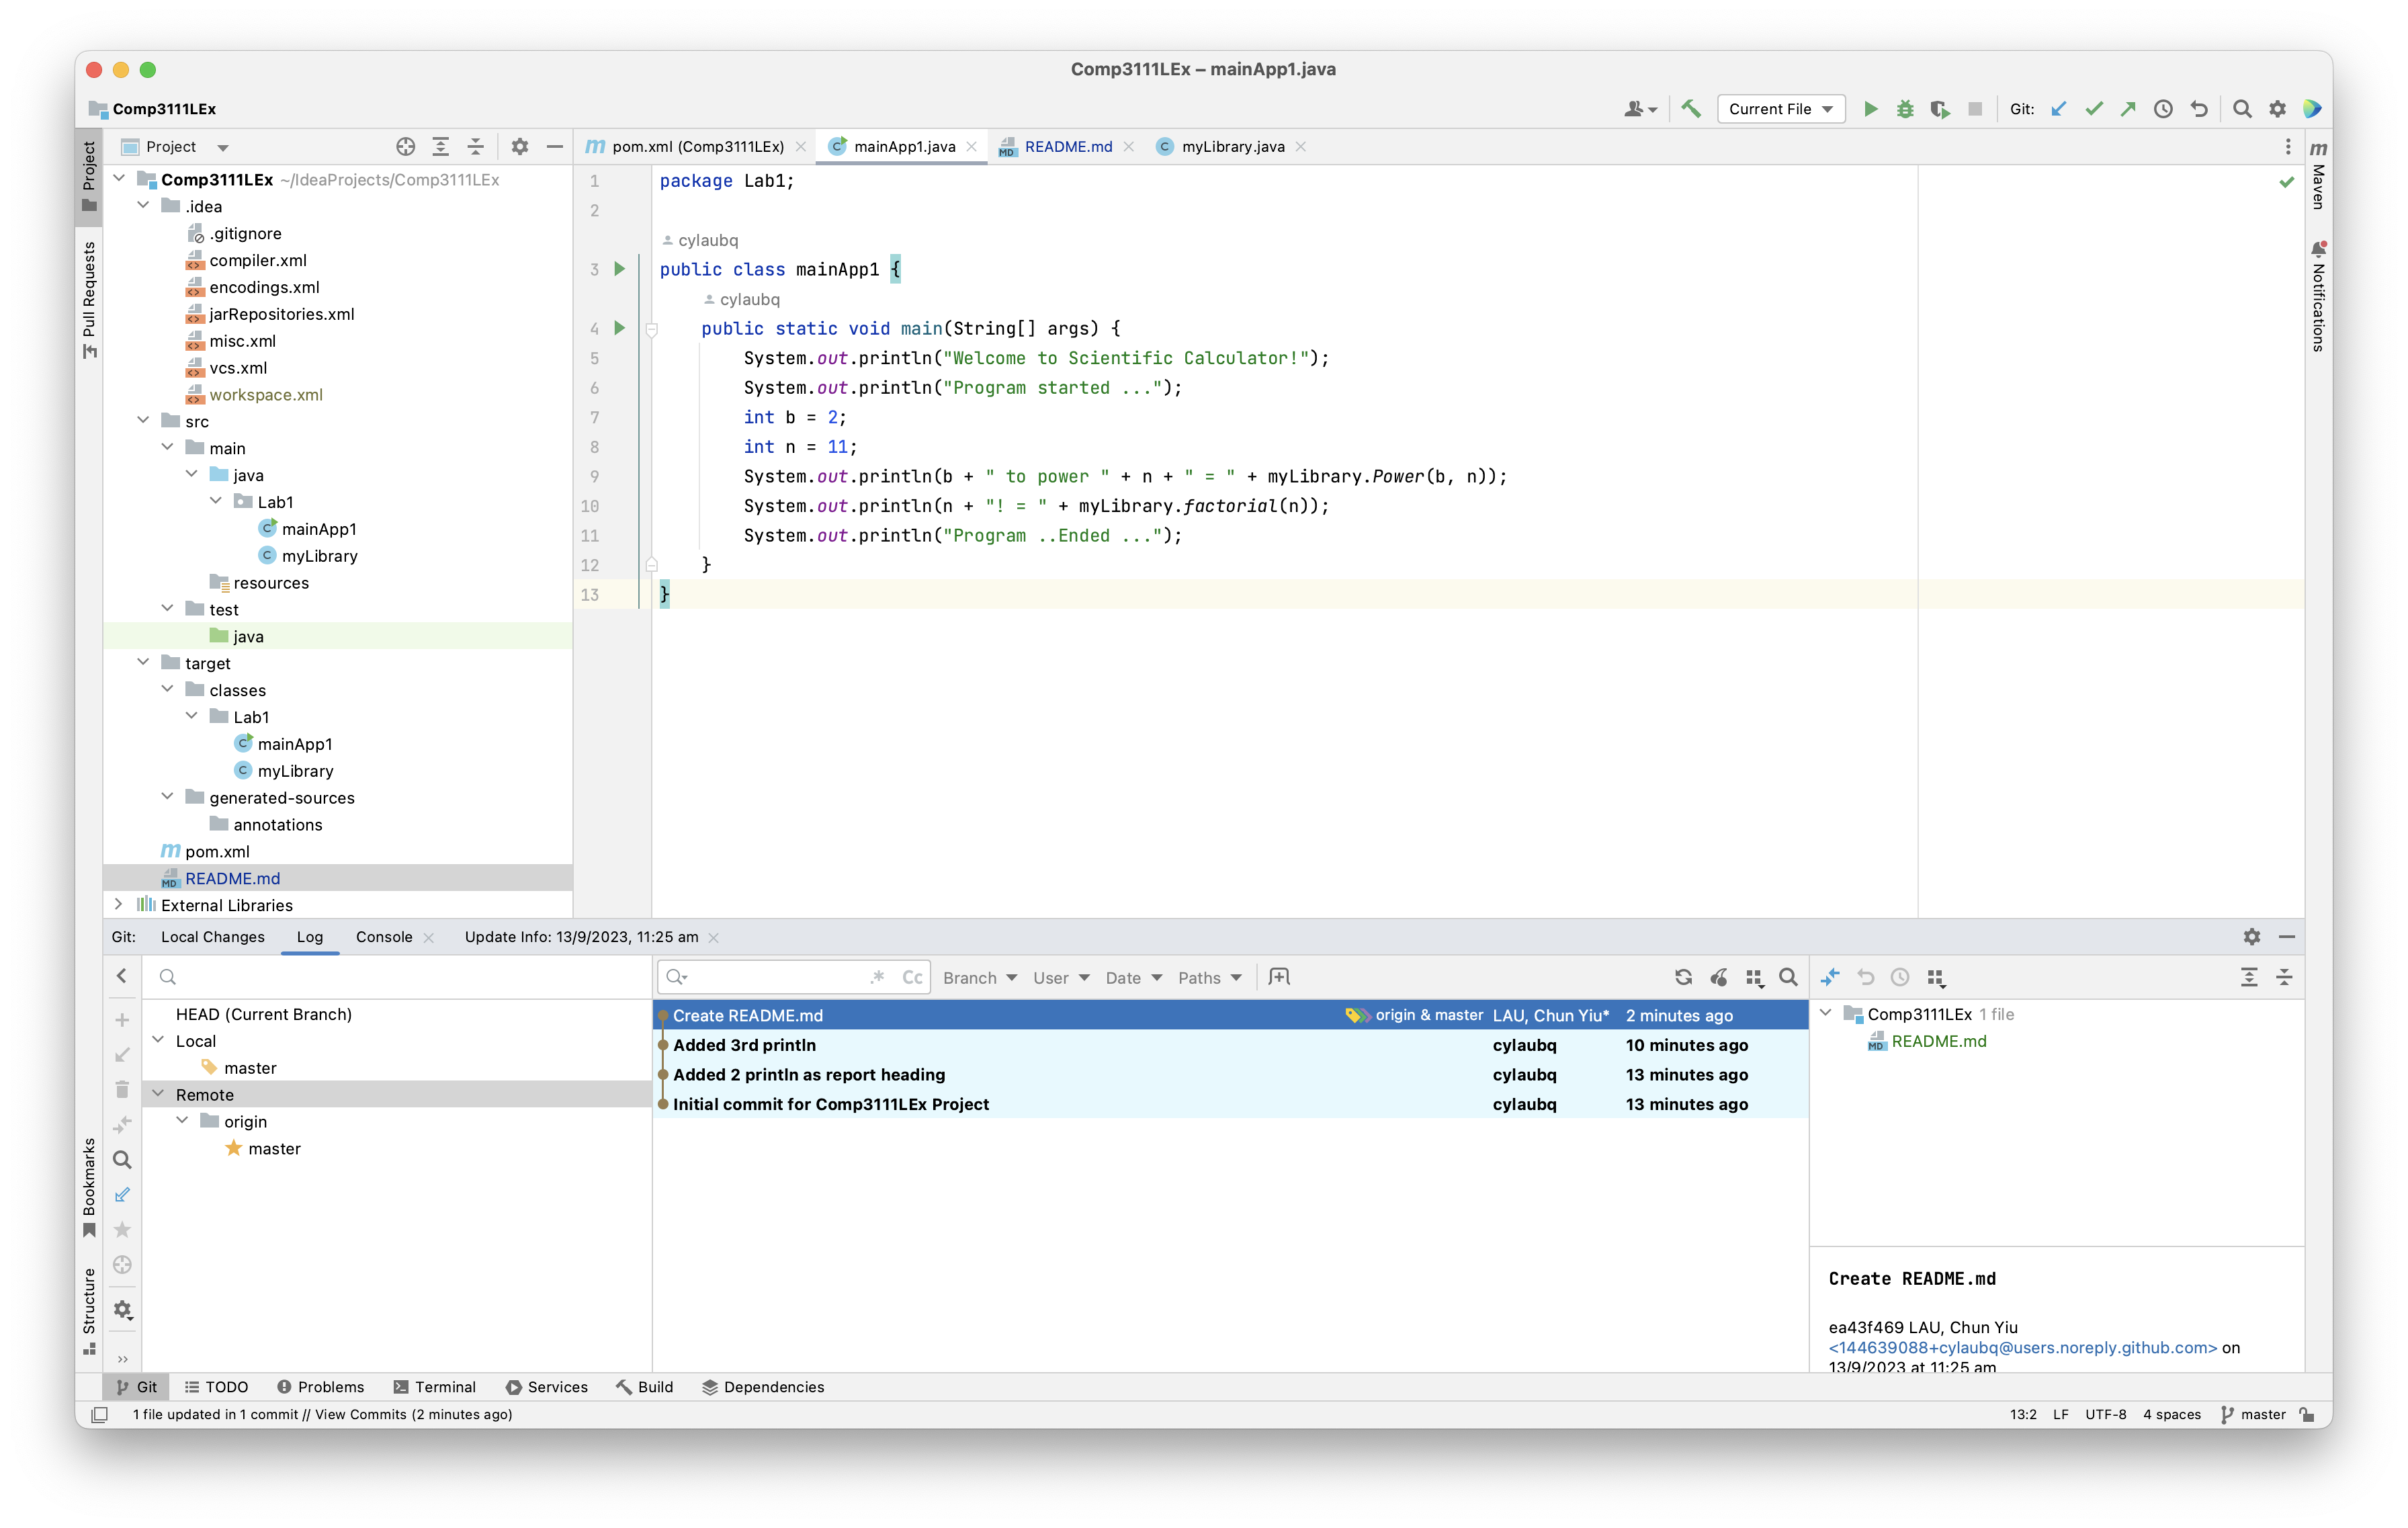 Comp3111LEx – mainApp1.java
Comp3111LEx
Current File
Git:
Project
Pull Requests
Bookmarks
Structure
Project
Comp3111LEx ~/IdeaProjects/Comp3111LEx
.idea
.gitignore
compiler.xml
encodings.xml
jarRepositories.xml
misc.xml
vcs.xml
workspace.xml
src
main
java
Lab1
mainApp1
myLibrary
resources
test
java
target
classes
Lab1
mainApp1
myLibrary
generated-sources
annotations
pom.xml
README.md
External Libraries
pom.xml (Comp3111LEx)
mainApp1.java
README.md
myLibrary.java
1 package Lab1;
2
cylaubq
3 public class mainApp1 {
cylaubq
4 public static void main(String[] args) {
5 System.out.println("Welcome to Scientific Calculator!");
6 System.out.println("Program started ...");
7 int b = 2;
8 int n = 11;
9 System.out.println(b + " to power " + n + " = " + myLibrary.Power(b, n));
10 System.out.println(n + "! = " + myLibrary.factorial(n));
11 System.out.println("Program ..Ended ...");
12 }
13 }
Maven
Notifications
Git: Local Changes Log Console Update Info: 13/9/2023, 11:25 am
HEAD (Current Branch)
Local
master
Remote
origin
master
.* Cc Branch User Date Paths
Create README.md origin & master LAU, Chun Yiu* 2 minutes ago
Added 3rd println cylaubq 10 minutes ago
Added 2 println as report heading cylaubq 13 minutes ago
Initial commit for Comp3111LEx Project cylaubq 13 minutes ago
Comp3111LEx 1 file
README.md
Create README.md
ea43f469 LAU, Chun Yiu
<144639088+cylaubq@users.noreply.github.com> on
13/9/2023 at 11:25 am
Git TODO Problems Terminal Services Build Dependencies
1 file updated in 1 commit // View Commits (2 minutes ago)
13:2 LF UTF-8 4 spaces master